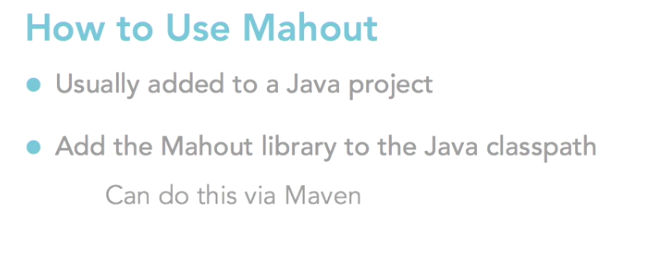 How to Use Mahout
Usually added to a Java project
Add the Mahout library to the Java classpath
Can do this via Maven